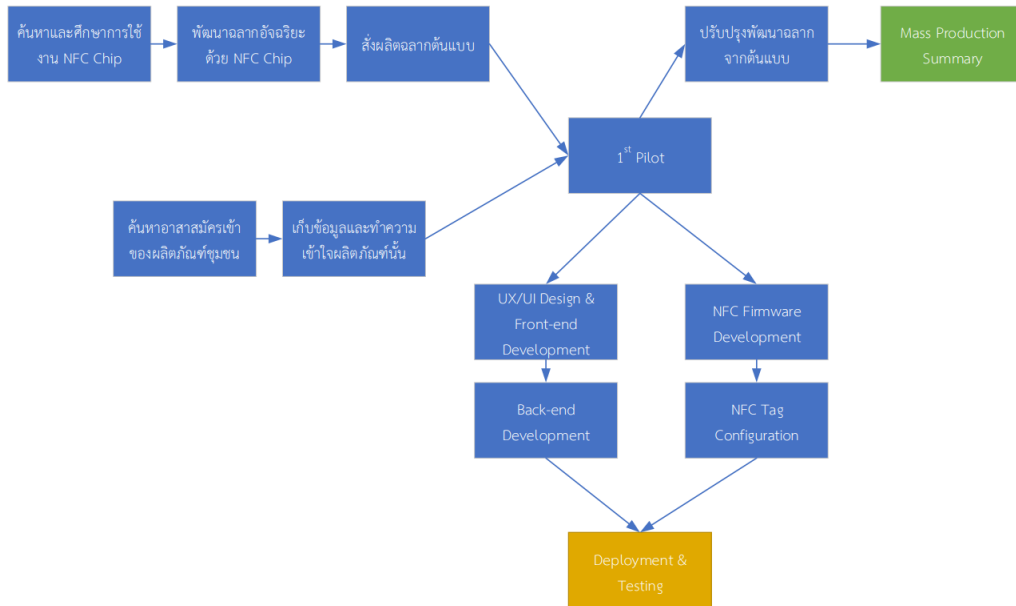 ค้นหาและศึกษาการใช้
งาน NFC Chip
พัฒนาฉลากอัจฉริยะ
ด้วย NFC Chip
สั่งผลิตฉลากต้นแบบ
ปรับปรุงพัฒนาฉลาก
จากต้นแบบ
Mass Production
Summary
1st Pilot
ค้นหาอาสาสมัครเข้า
ของผลิตภัณฑ์ชุมชน
เก็บข้อมูลและทำความ
เข้าใจผลิตภัณฑ์นั้น
UX/UI Design &
Front-end
Development
NFC Firmware
Development
Back-end
Development
NFC Tag
Configuration
Deployment &
Testing